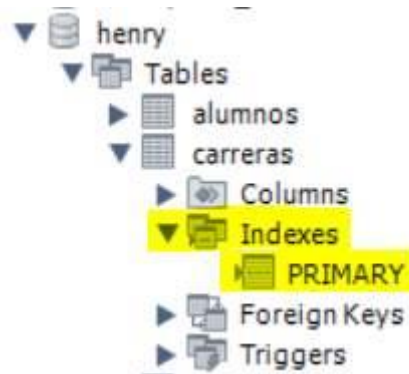 henry
Tables
alumnos
carreras
Columns
Indexes
PRIMARY
Foreign Keys
Triggers